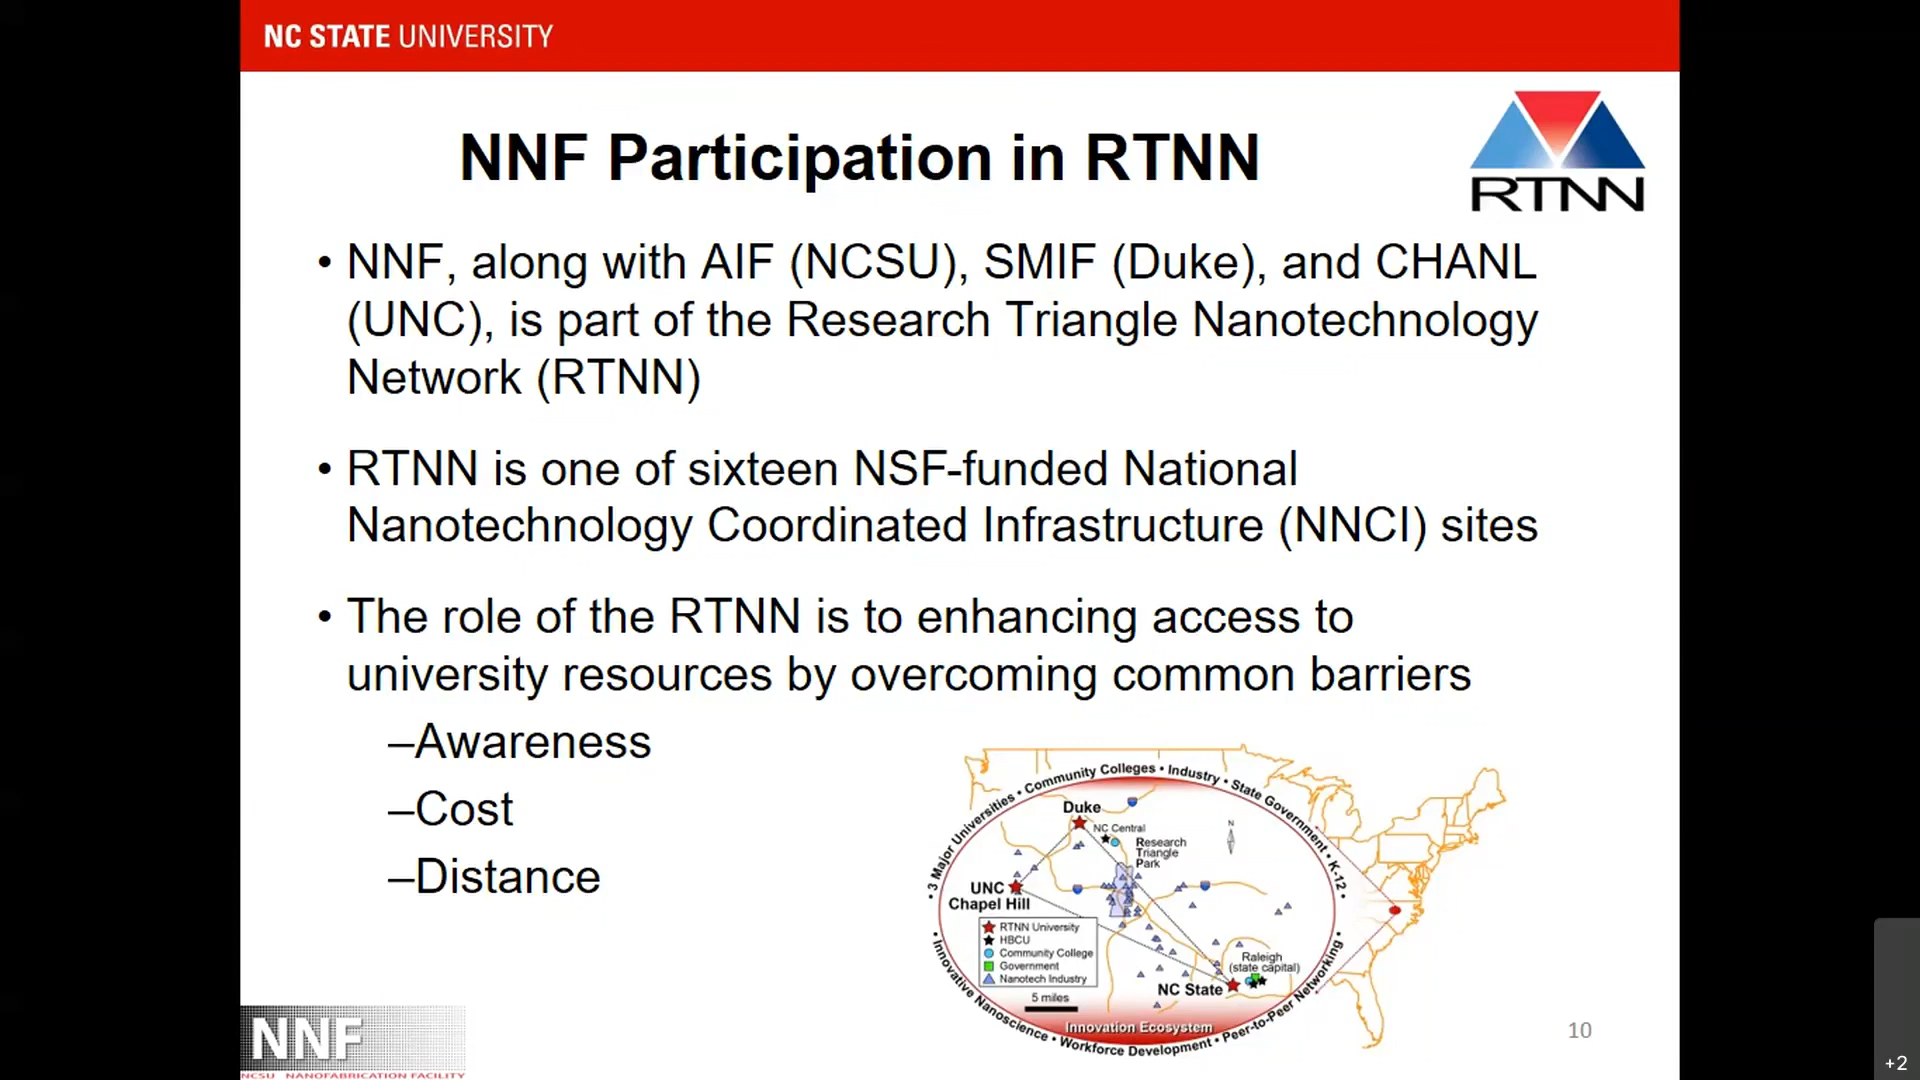 NC STATE UNIVERSITY
NNF Participation in RTNN
RTNN
• NNF, along with AIF (NCSU), SMIF (Duke), and CHANL
(UNC), is part of the Research Triangle Nanotechnology
Network (RTNN)
• RTNN is one of sixteen NSF-funded National
Nanotechnology Coordinated Infrastructure (NNCI) sites
• The role of the RTNN is to enhancing access to
university resources by overcoming common barriers
–Awareness
–Cost
–Distance
• 3 Major Universities • Community Colleges • Industry • State Government • K-12 •
Duke
NC Central
N
Research
Triangle
Park
UNC
Chapel Hill
RTNN University
HBCU
Community College
Government
Nanotech Industry
5 miles
Raleigh
(state capital)
NC State
Innovation Ecosystem
• Innovative Nanoscience • Workforce Development • Peer-to-Peer Networking •
NNF
NCSU NANOFABRICATION FACILITY
10
+2